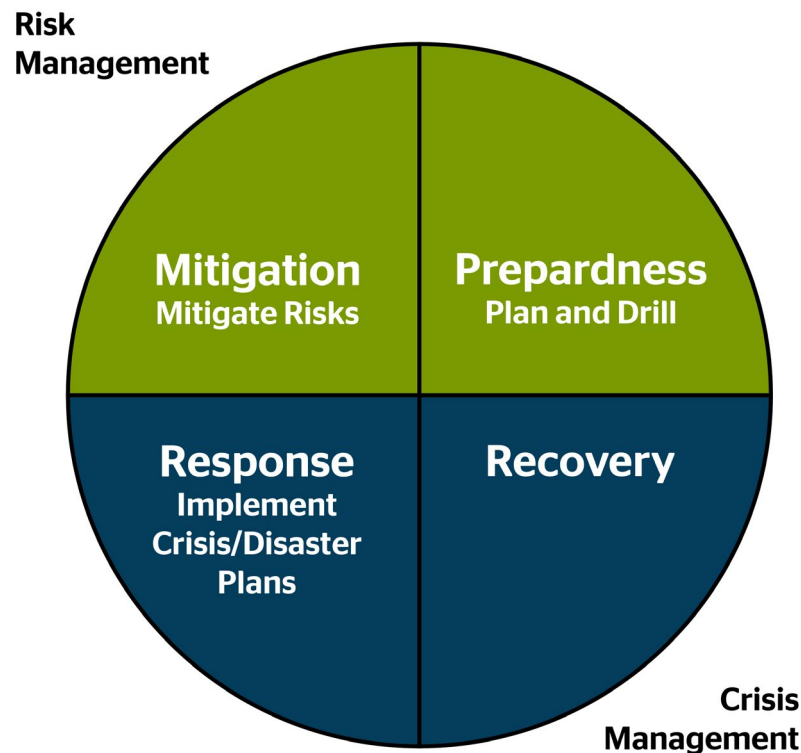 Risk
Management
Mitigation
Mitigate Risks
Prepardness
Plan and Drill
Response
Implement
Crisis/Disaster
Plans
Recovery
Crisis
Management